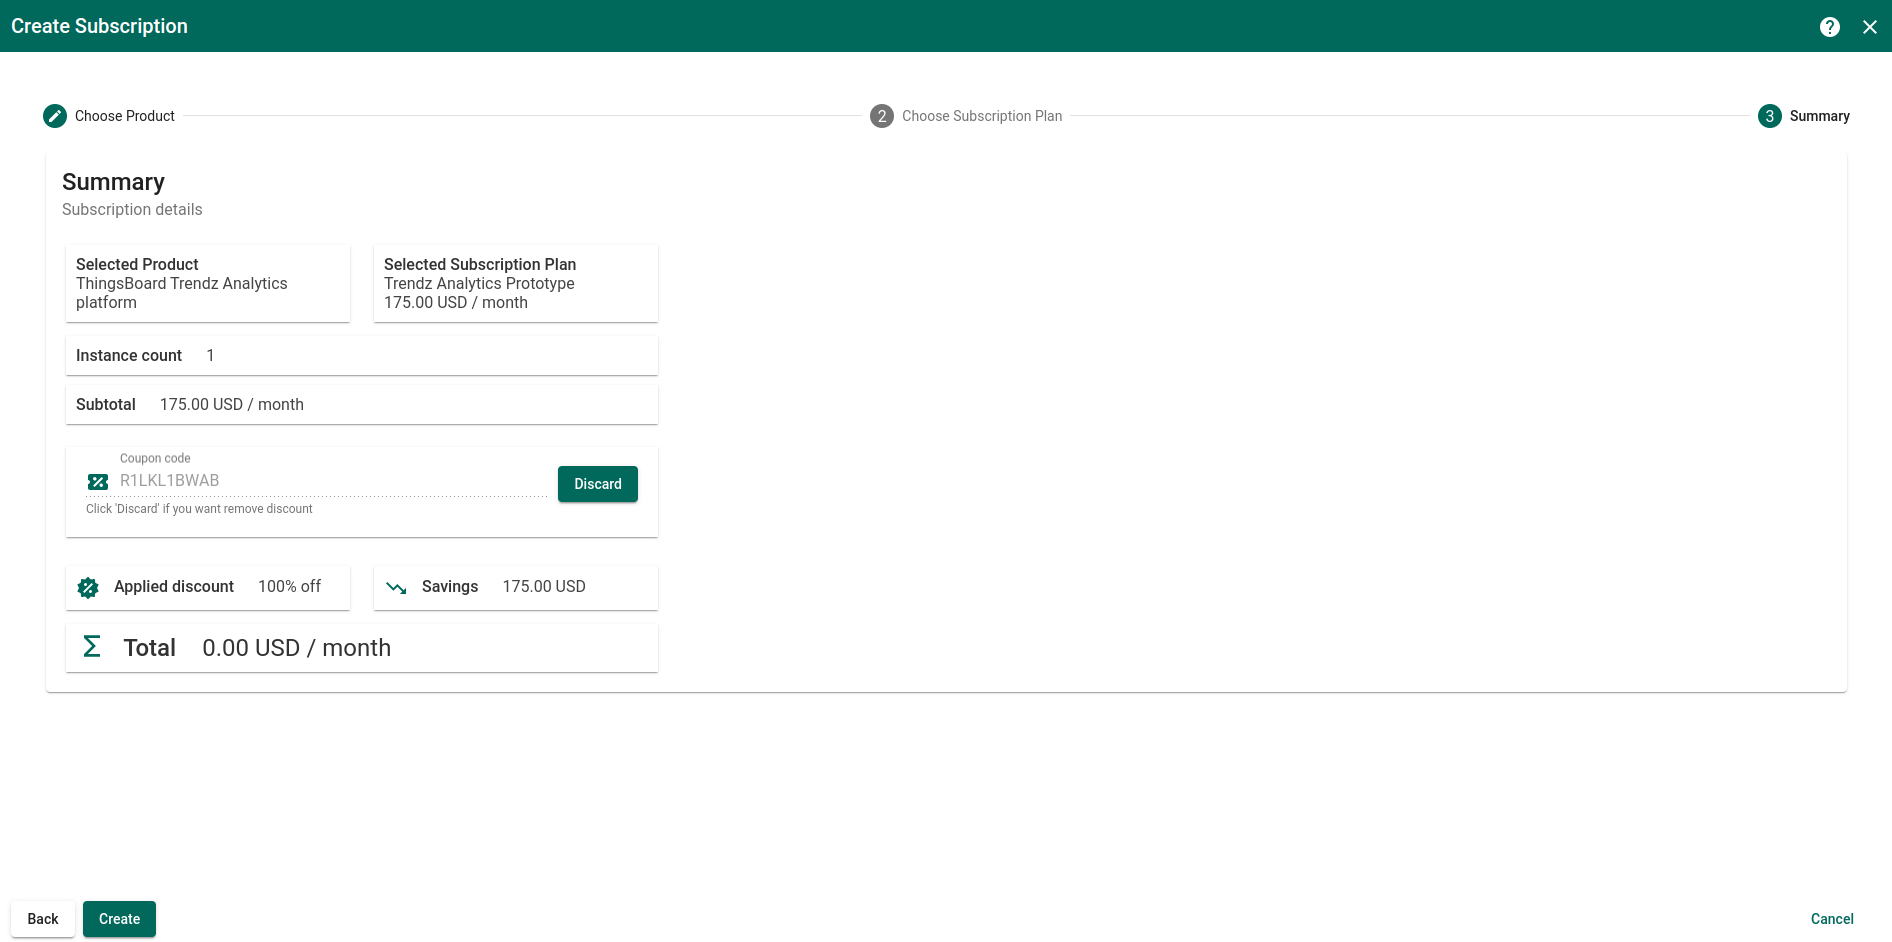 Create Subscription
?
Choose Product
2 Choose Subscription Plan
3 Summary
Summary
Subscription details
Selected Product
ThingsBoard Trendz Analytics
platform
Selected Subscription Plan
Trendz Analytics Prototype
175.00 USD / month
Instance count 1
Subtotal 175.00 USD / month
Coupon code
R1LKL1BWAB
Discard
Click 'Discard' if you want remove discount
Applied discount 100% off
Savings 175.00 USD
Σ Total 0.00 USD / month
Back
Create
Cancel